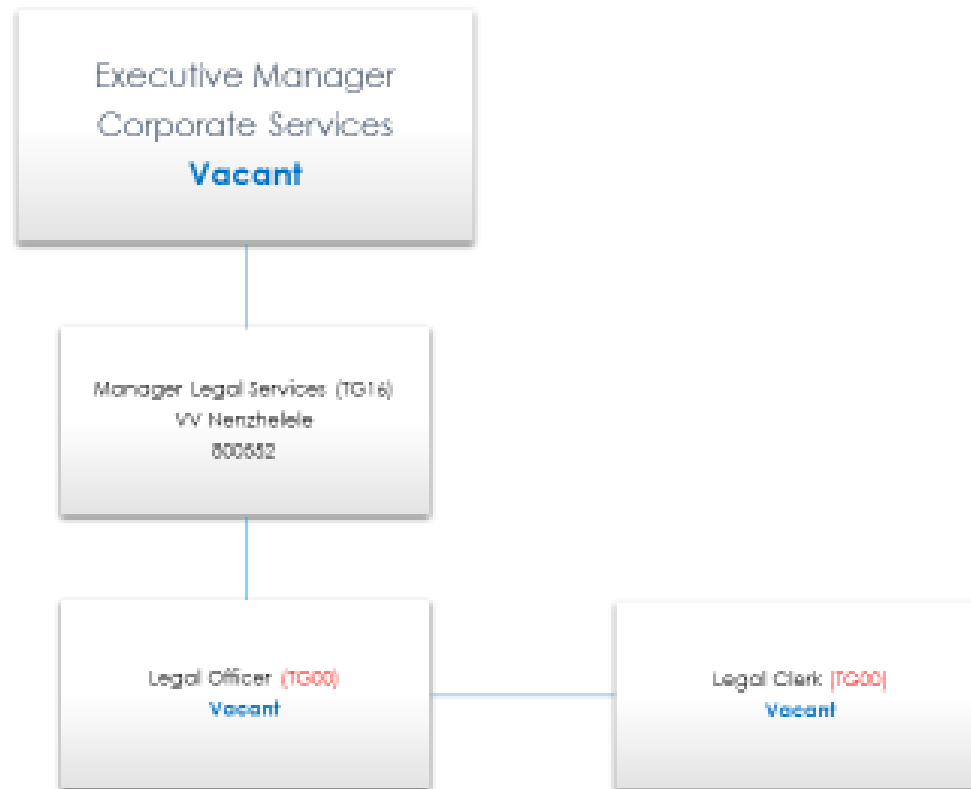 Executive Manager
Corporate Services
Vacant
Manager Legal Services (TG16)
VV Nenzhelele
Legal Officer (TG00)
Vacant
Legal Clerk (TG00)
Vacant